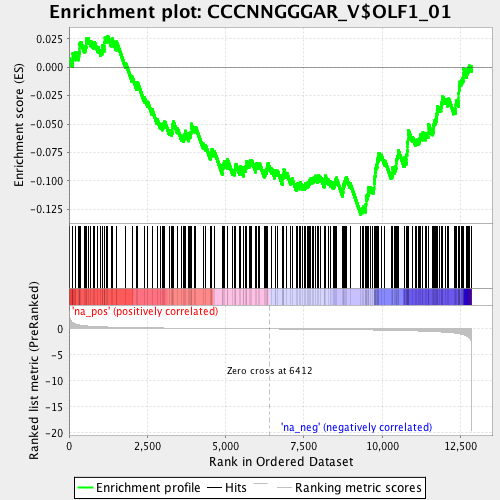 Enrichment plot: CCCNNGGGAR_V$OLF1_01
Enrichment score (ES)
0.025
0.000
-0.025
-0.050
-0.075
-0.100
-0.125
'na_pos' (positively correlated)
Ranked list metric (PreRanked)
0
-5
-10
-15
-20
Zero cross at 6412
'na_neg' (negatively correlated)
0
2,500
5,000
7,500
10,000
12,500
Rank in Ordered Dataset
Enrichment profile
Hits
Ranking metric scores